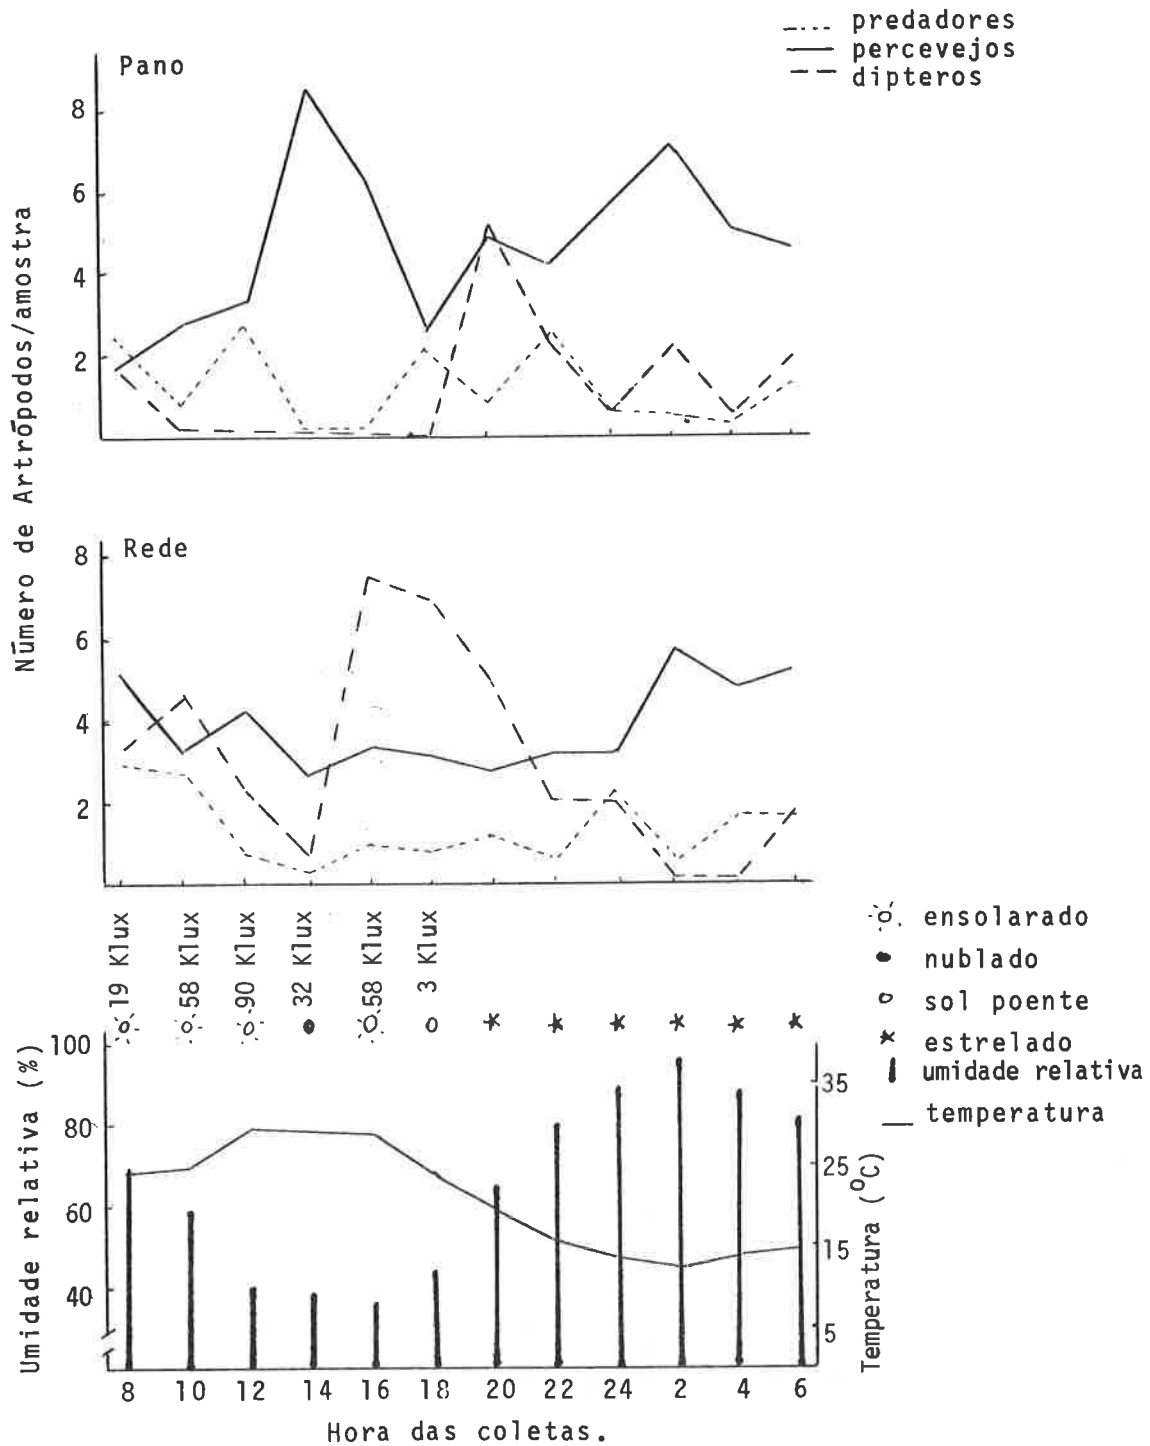 predadores
percevejos
dipteros
Pano
8
6
4
2
Número de Artrópodos/amostra
Rede
8
6
4
2
19 Klux
58 Klux
90 Klux
32 Klux
58 Klux
3 Klux
ensolarado
nublado
sol poente
estrelado
umidade relativa
temperatura
100
80
60
40
Umidade relativa (%)
35
25
15
5
Temperatura (ºC)
8 10 12 14 16 18 20 22 24 2 4 6
Hora das coletas.